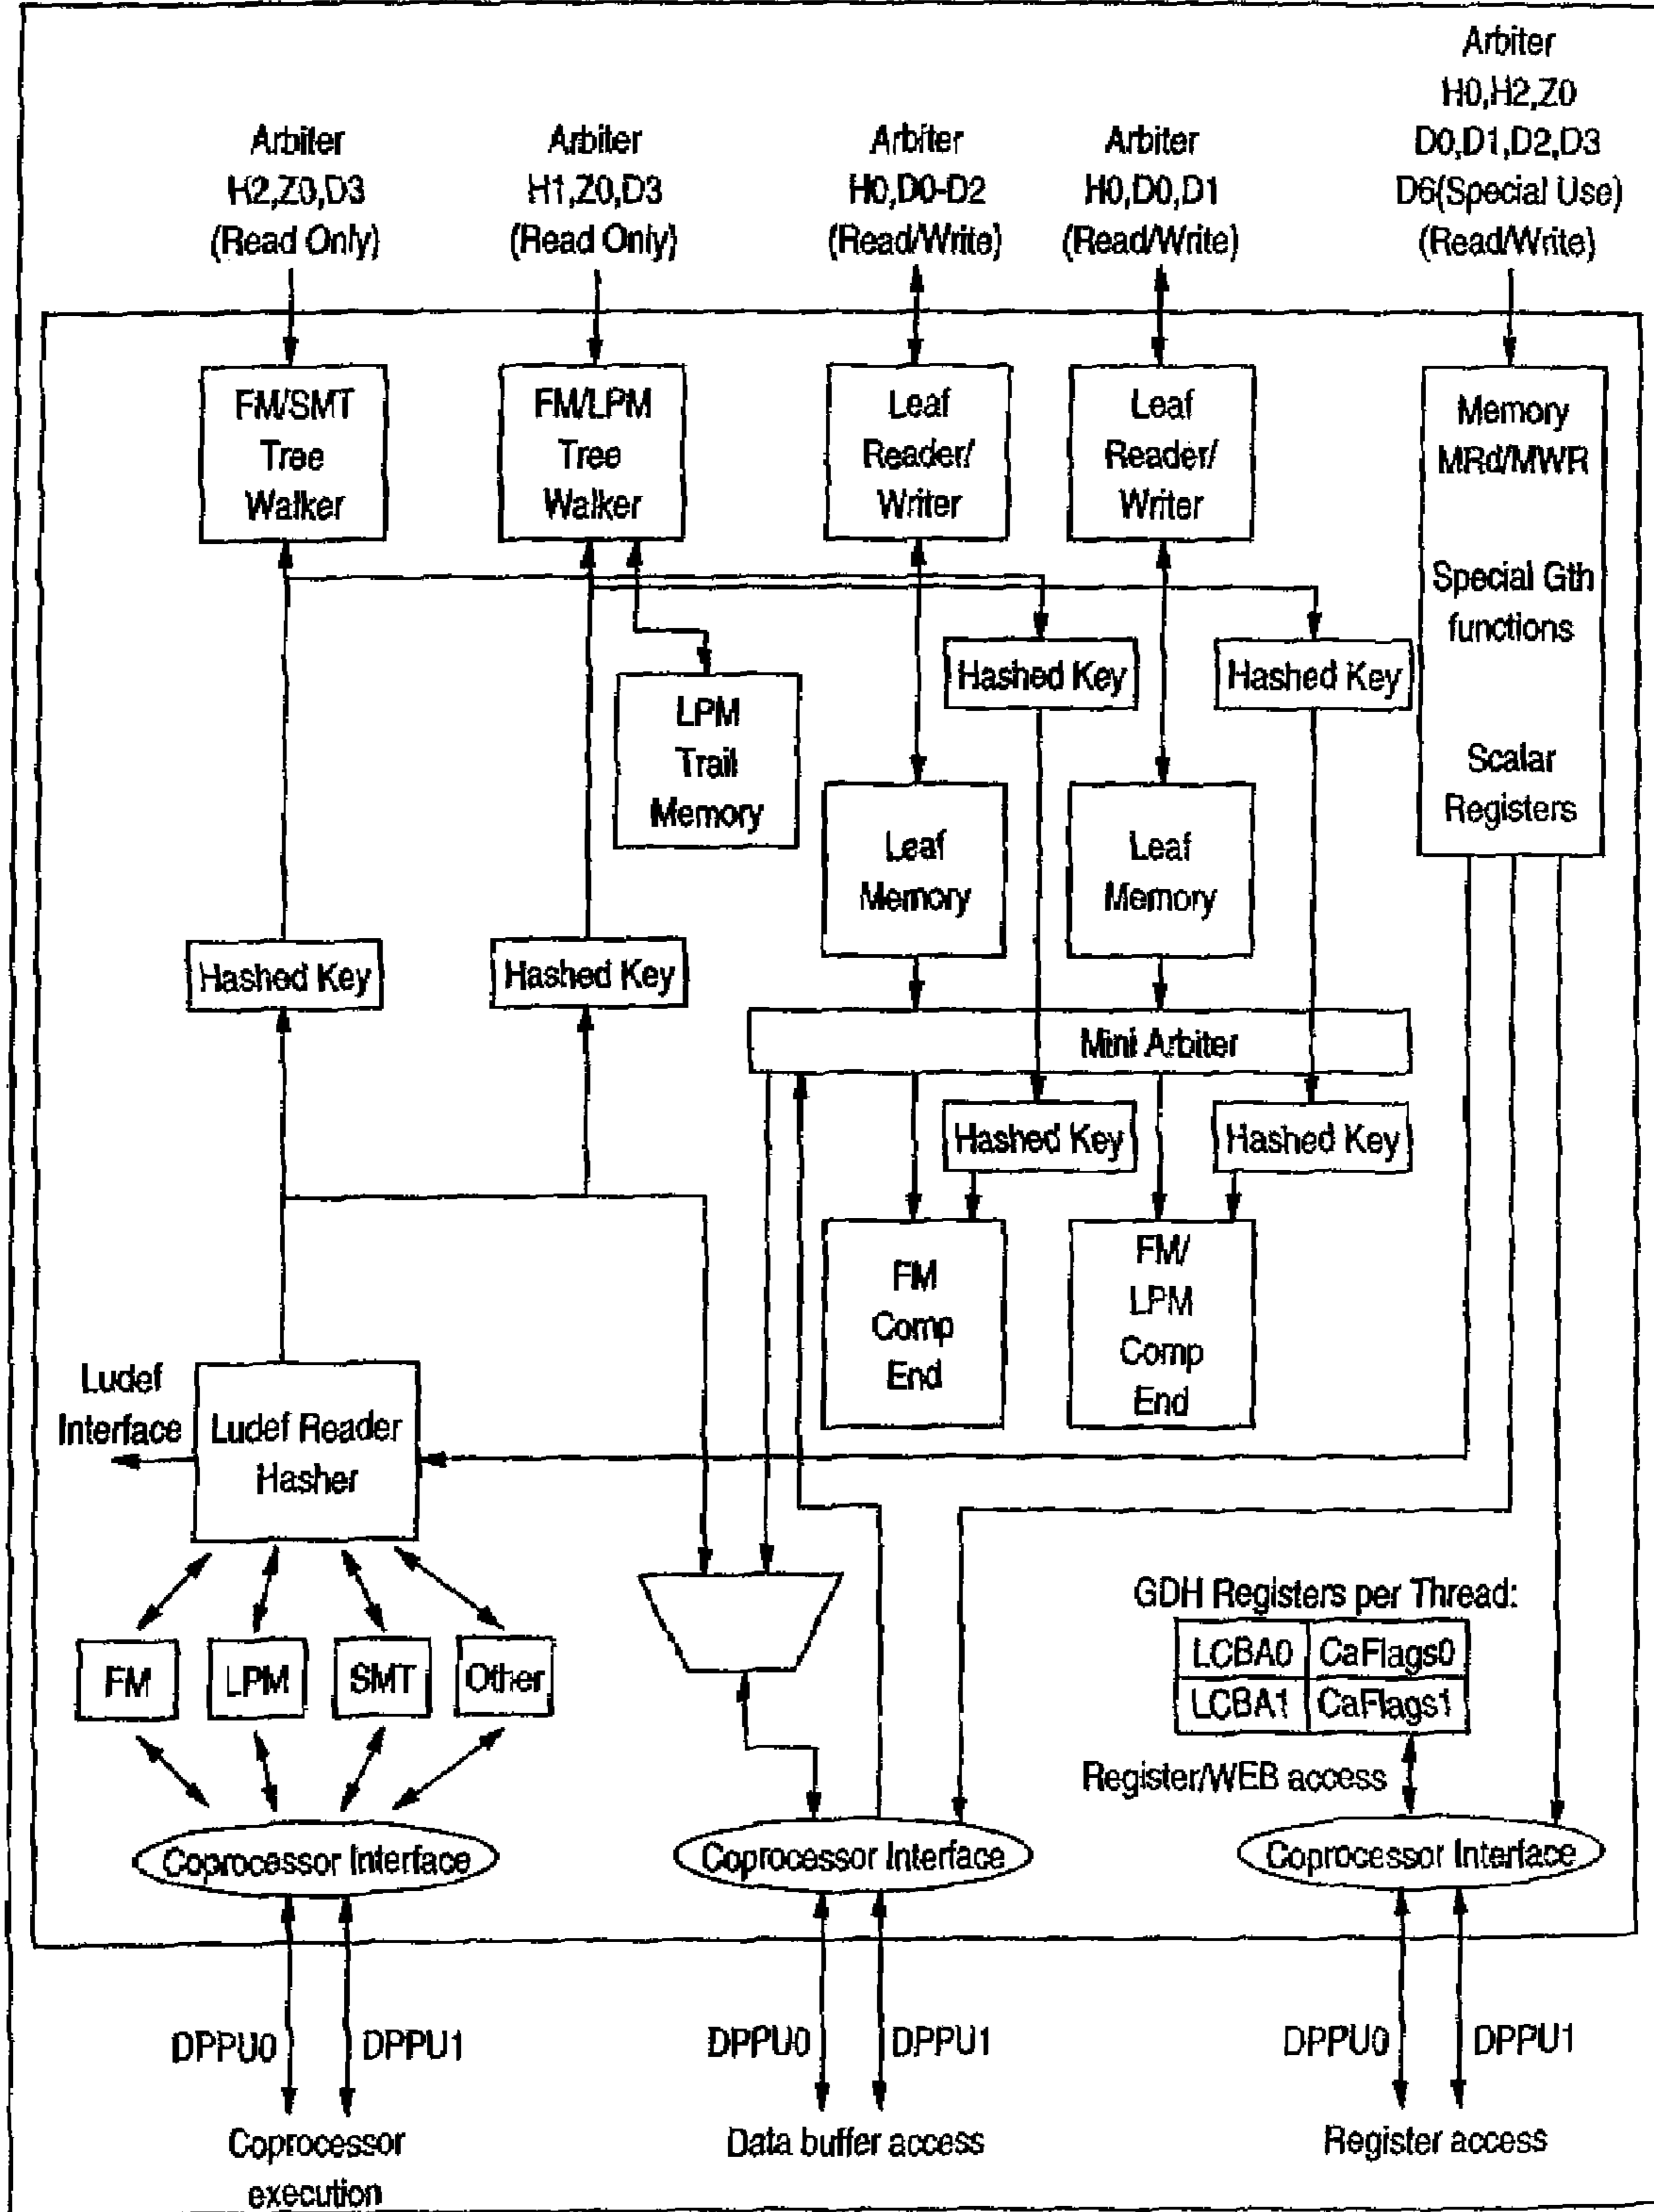 Arbiter
H2,Z0,D3
(Read Only)
Arbiter
H1,Z0,D3
(Read Only)
Arbiter
H0,D0-D2
(Read/Write)
Arbiter
H0,D0,D1
(Read/Write)
Arbiter
H0,H2,Z0
D0,D1,D2,D3
D6(Special Use)
(Read/Write)
FM/SMT
Tree
Walker
FM/LPM
Tree
Walker
Leaf
Reader/
Writer
Leaf
Reader/
Writer
Memory
MRd/MWR
Special Gth
functions
Scalar
Registers
Hashed Key
Hashed Key
LPM
Trail
Memory
Leaf
Memory
Leaf
Memory
Hashed Key
Hashed Key
Mini Arbiter
Hashed Key
Hashed Key
FM
Comp
End
FM/
LPM
Comp
End
Ludef
Interface
Ludef Reader
Hasher
FM
LPM
SMT
Other
GDH Registers per Thread:
LCBA0 CaFlags0
LCBA1 CaFlags1
Register/WEB access
Coprocessor Interface
Coprocessor Interface
Coprocessor Interface
DPPU0
DPPU1
DPPU0
DPPU1
DPPU0
DPPU1
Coprocessor
execution
Data buffer access
Register access